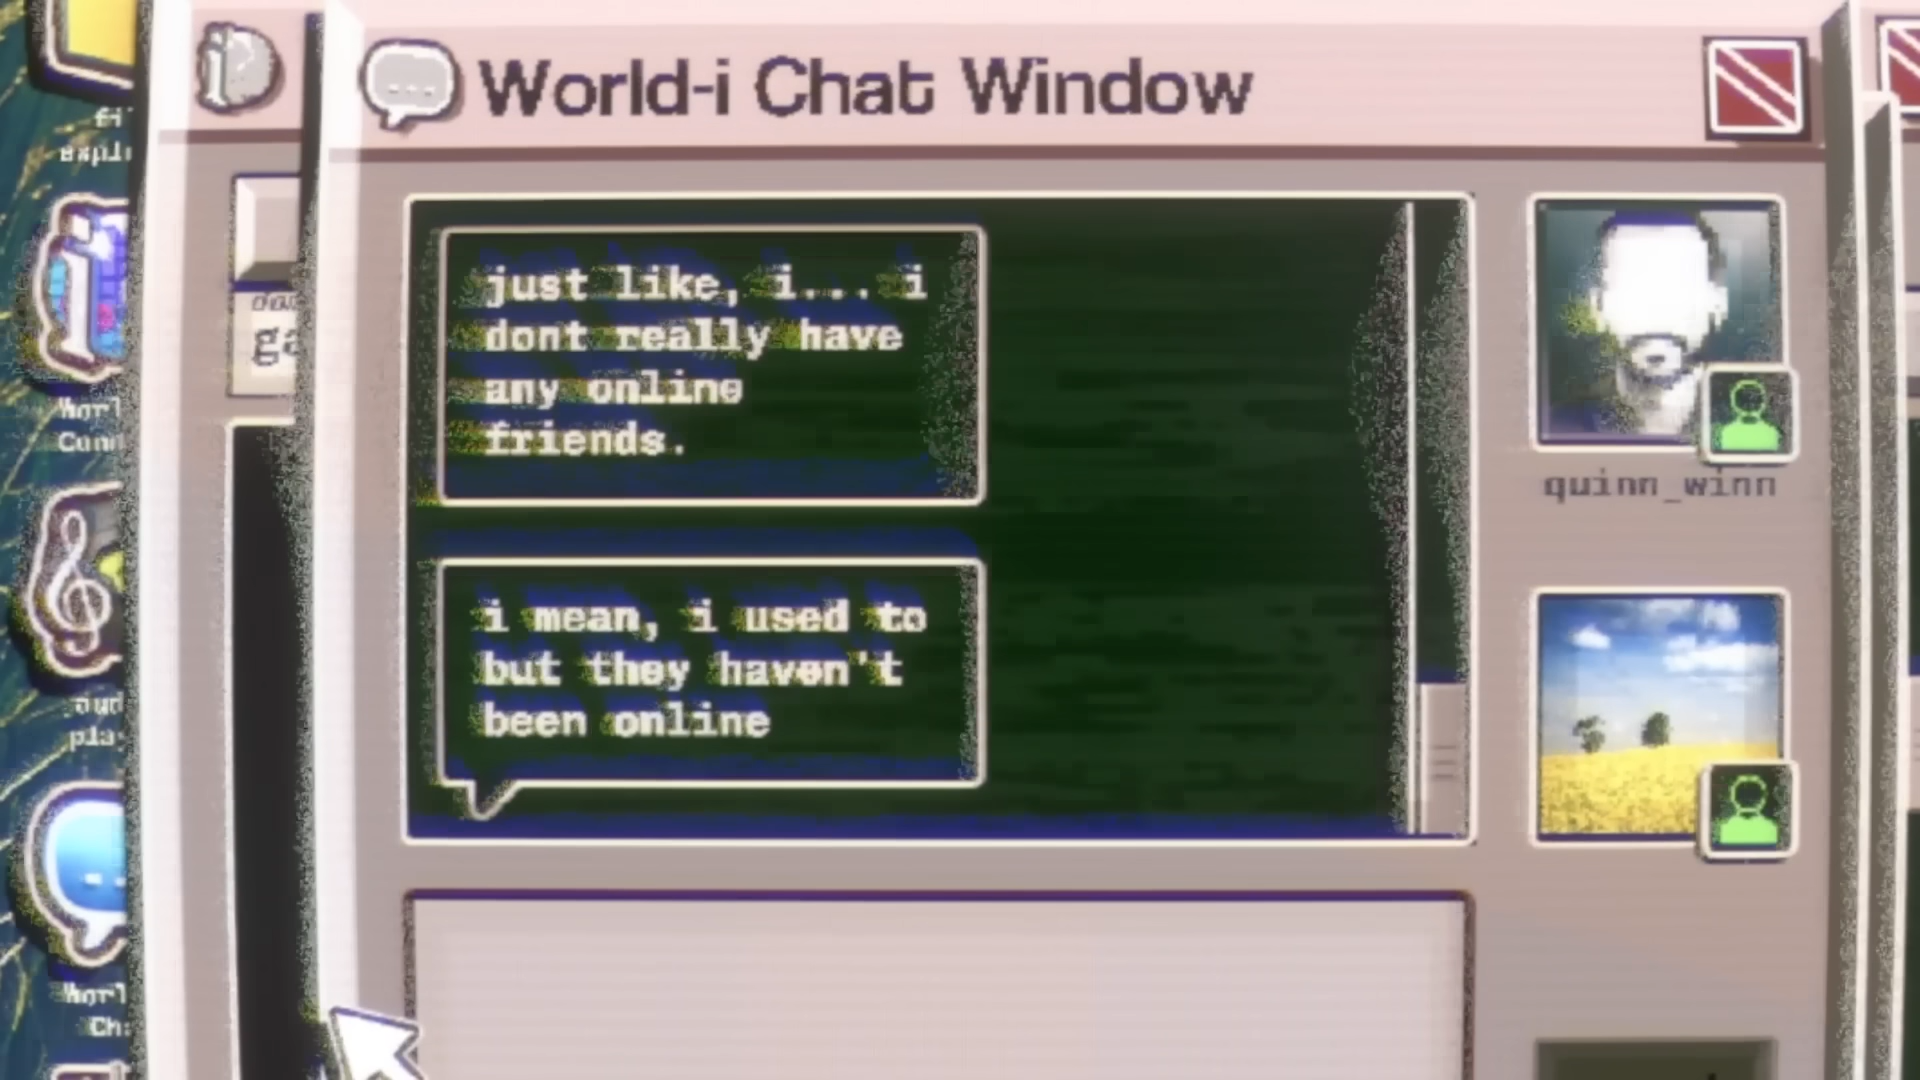 World-i Chat Window
just like, i... i
dont really have
any online
friends.
i mean, i used to
but they haven't
been online
quinn_winn